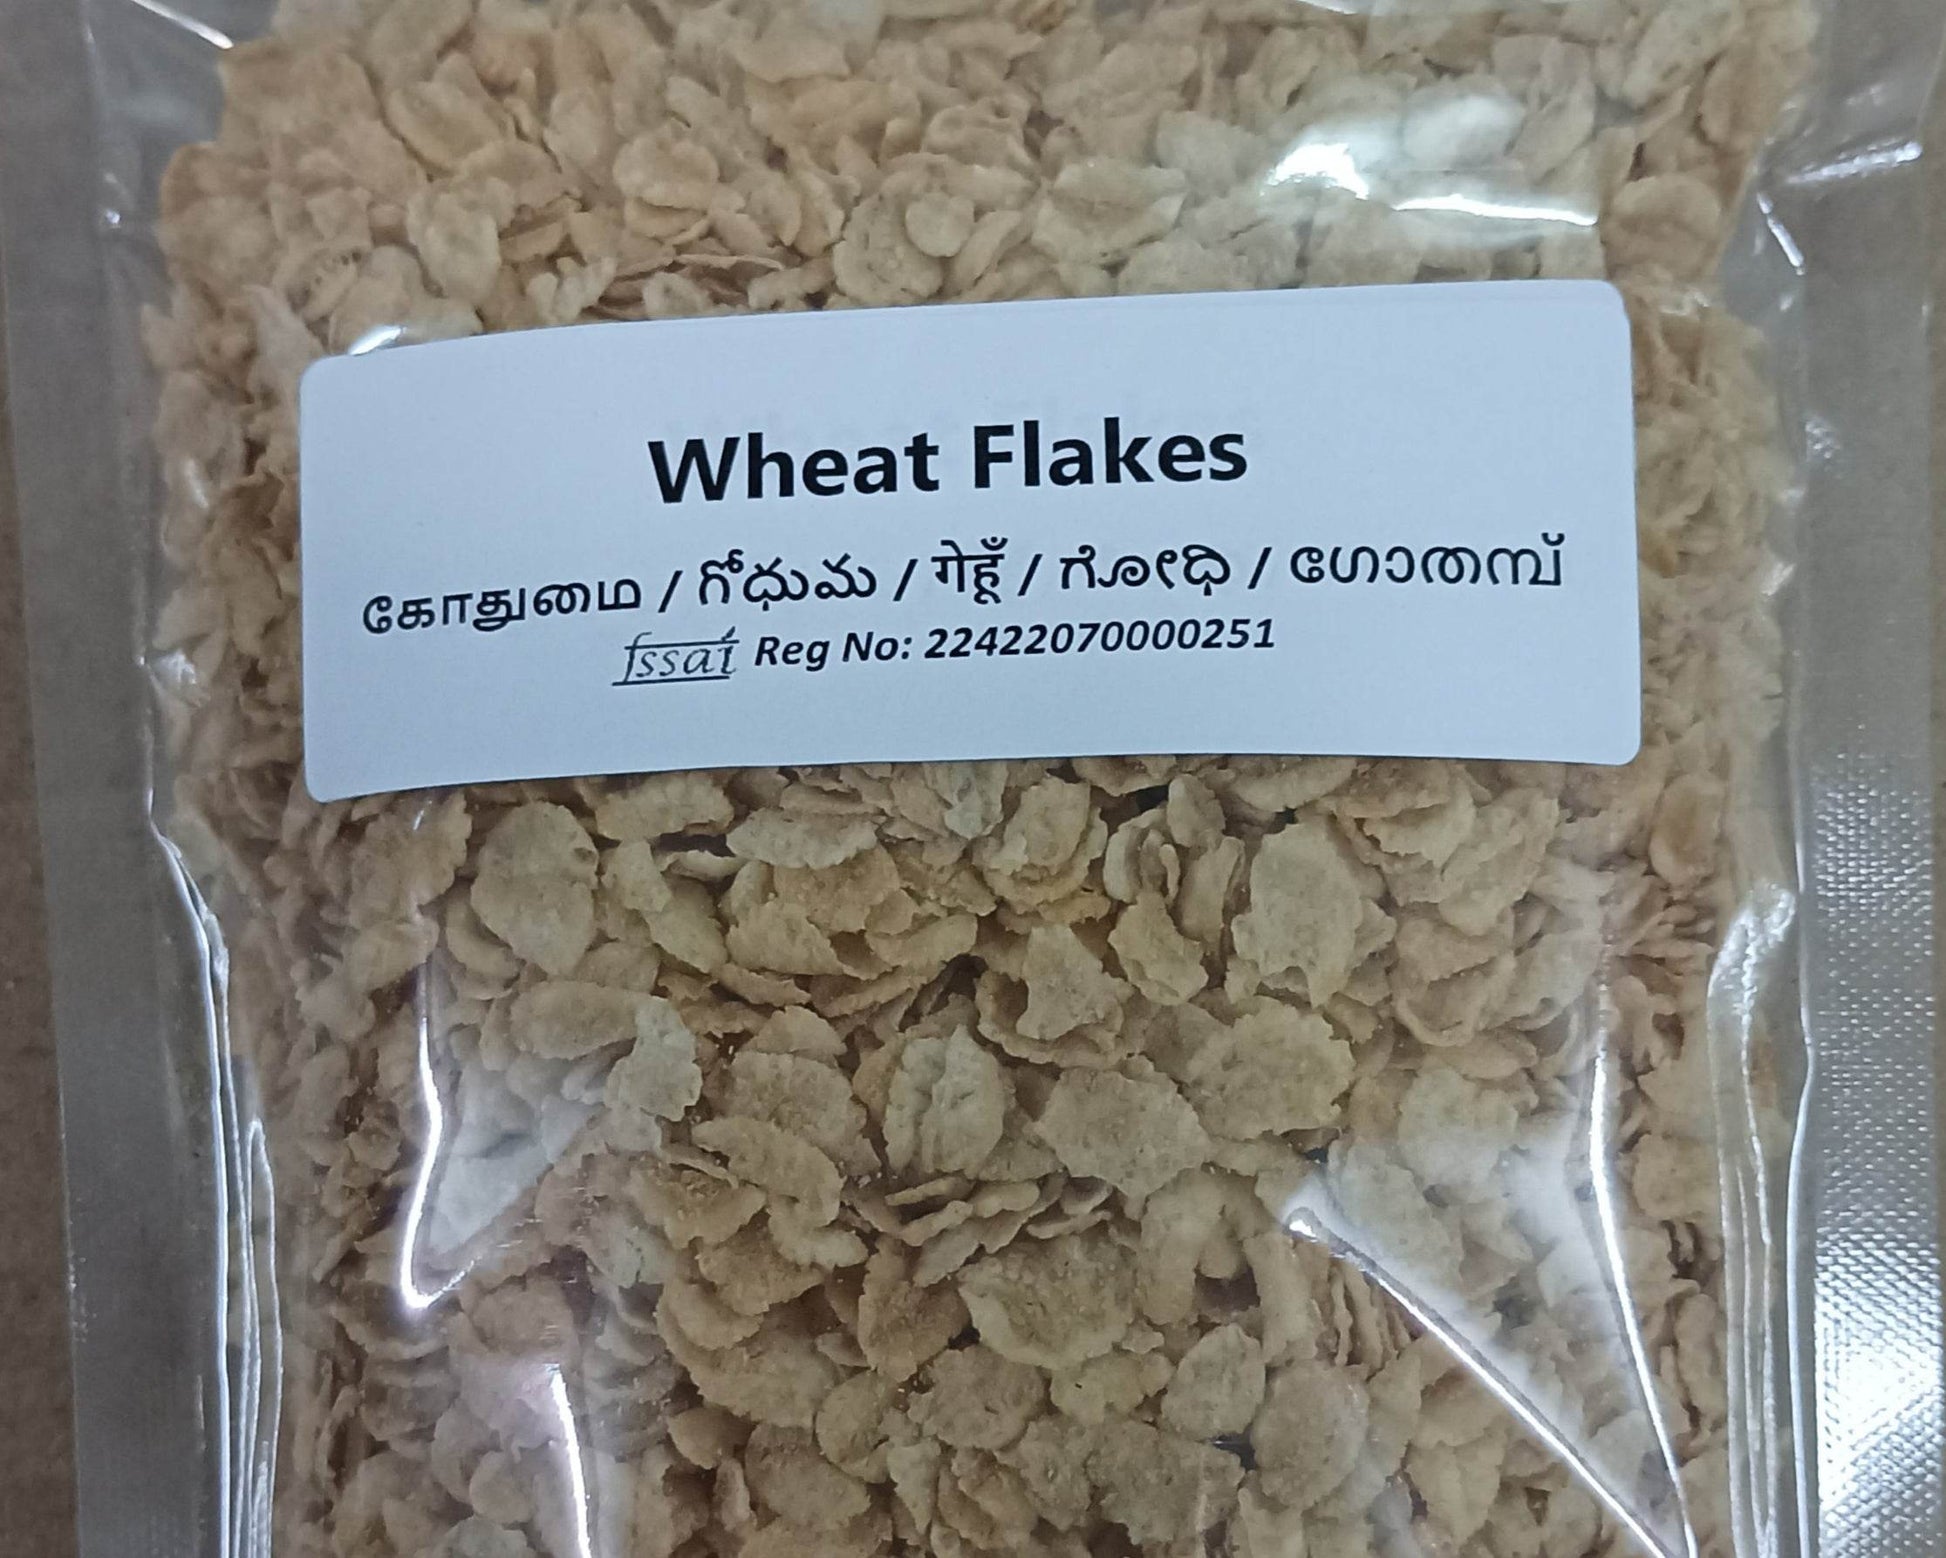 Wheat Flakes
கோதுமை / గోధుమ / गेहूँ / ಗೋಧಿ / ഗോതമ്പ്
fssai Reg No: 22422070000251